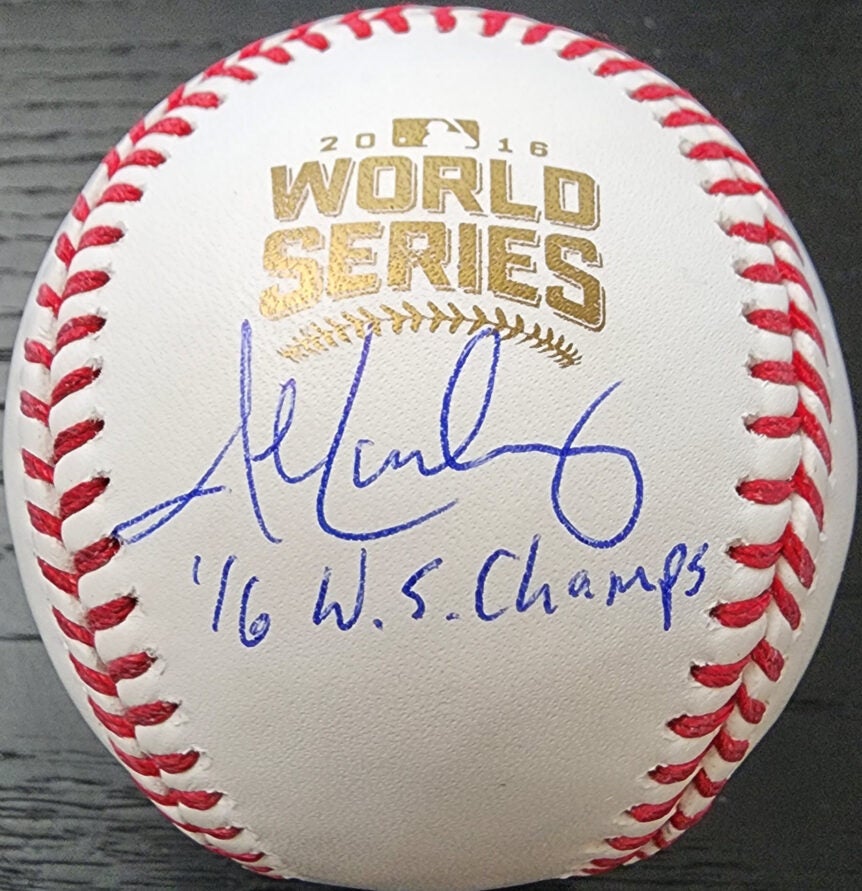 2016
WORLD
SERIES
'16 W.S. Champs